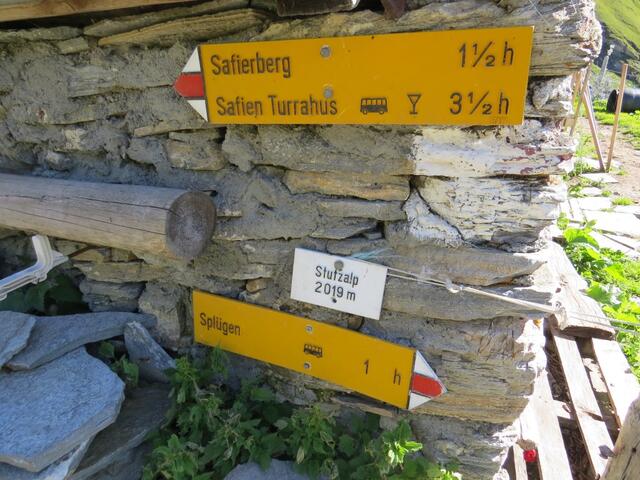 Safierberg 1½ h
Safien Turrahus 3½ h
Stutzalp
2019 m
Splügen 1 h